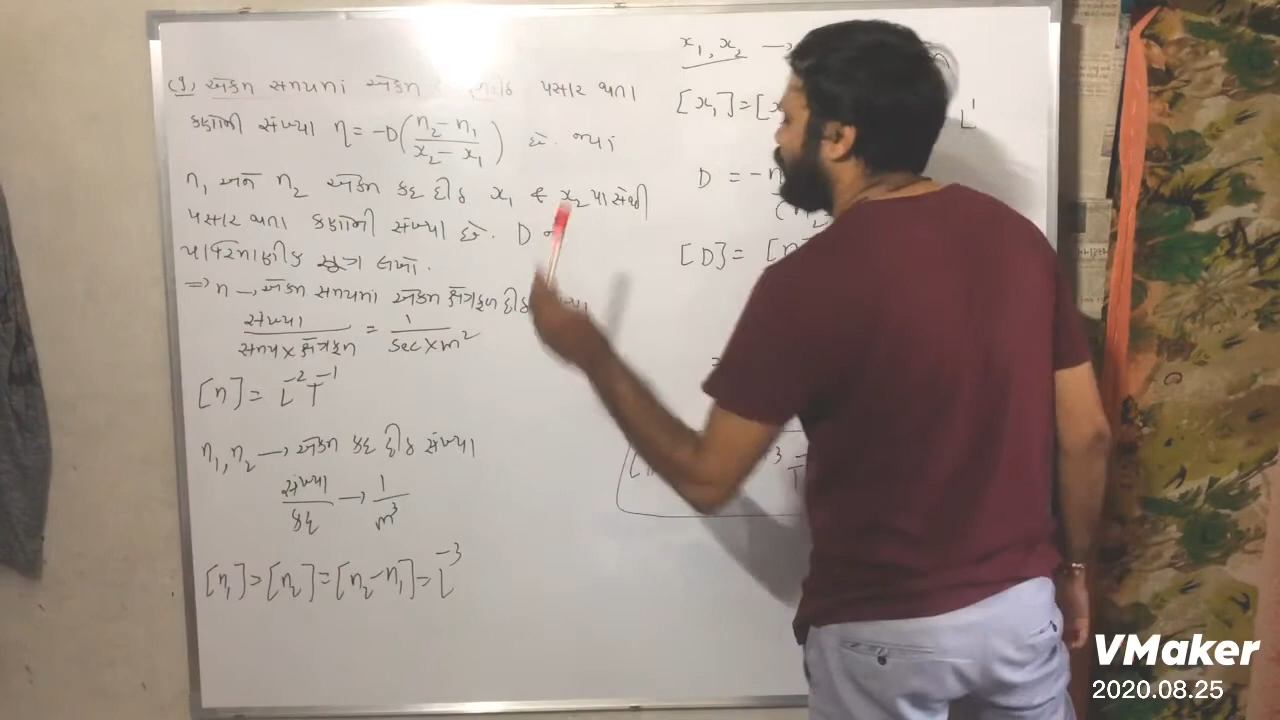 (9) એકમ સમયમાં એકમ પસાર થતા
કણોની સંખ્યા n = -D(n₂ - n₁ / x₂ - x₁) છે. જ્યાં
n₁ અને n₂ એકમ કદ દીઠ x₁ & x₂ પાસેથી
પસાર થતા કણોની સંખ્યા છે. D
પારિમાણીક સૂત્ર લખો.
⇒ n → એકમ સમયમાં એકમ ક્ષેત્રફળ દીઠ
સંખ્યા / સમય × ક્ષેત્રફળ = 1 / sec × m²
[n] = L⁻² T⁻¹
n₁, n₂ → એકમ કદ દીઠ સંખ્યા
સંખ્યા / કદ → 1 / m³
[n₁] = [n₂] = [n₂ - n₁] = L⁻³
x₁, x₂ →
[x₁] = [x L¹
D = -n
[D] = [n
=
VMaker
2020.08.25